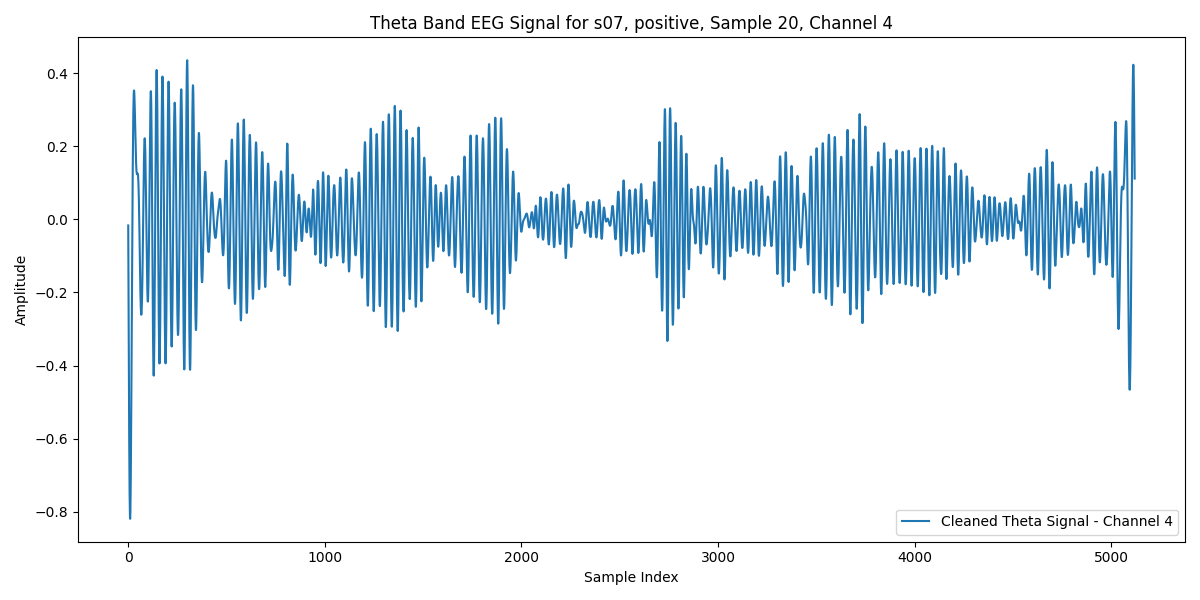 Theta Band EEG Signal for s07, positive, Sample 20, Channel 4
Amplitude
0.4
0.2
0.0
−0.2
−0.4
−0.6
−0.8
Cleaned Theta Signal - Channel 4
0 1000 2000 3000 4000 5000
Sample Index